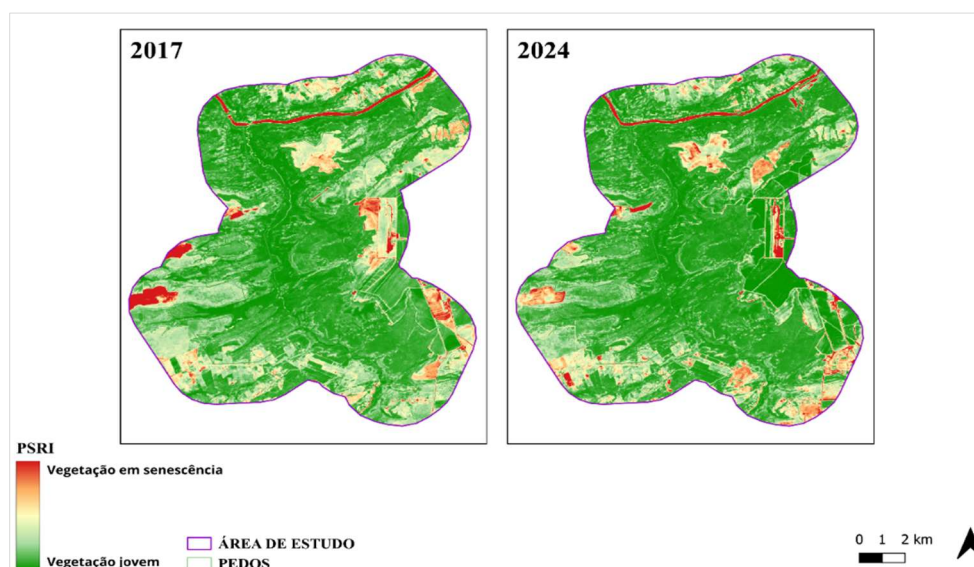 2017
2024
PSRI
Vegetação em senescência
Vegetação jovem
ÁREA DE ESTUDO
PEDOS
0 1 2 km